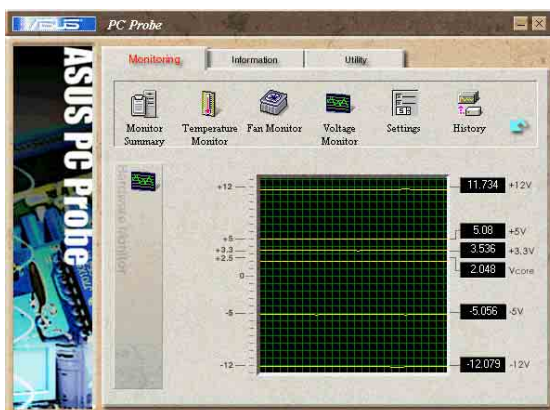 ASUS PC Probe
Monitoring Information Utility
ASUS PC Probe
Monitor Summary
Temperature Monitor
Fan Monitor
Voltage Monitor
Settings
History
Hardware Monitor
+12 11.734 +12V
+5 5.08 +5V
+3.3 3.536 +3.3V
+2.5 2.048 Vcore
0
-5 -5.056 -5V
-12 -12.079 -12V